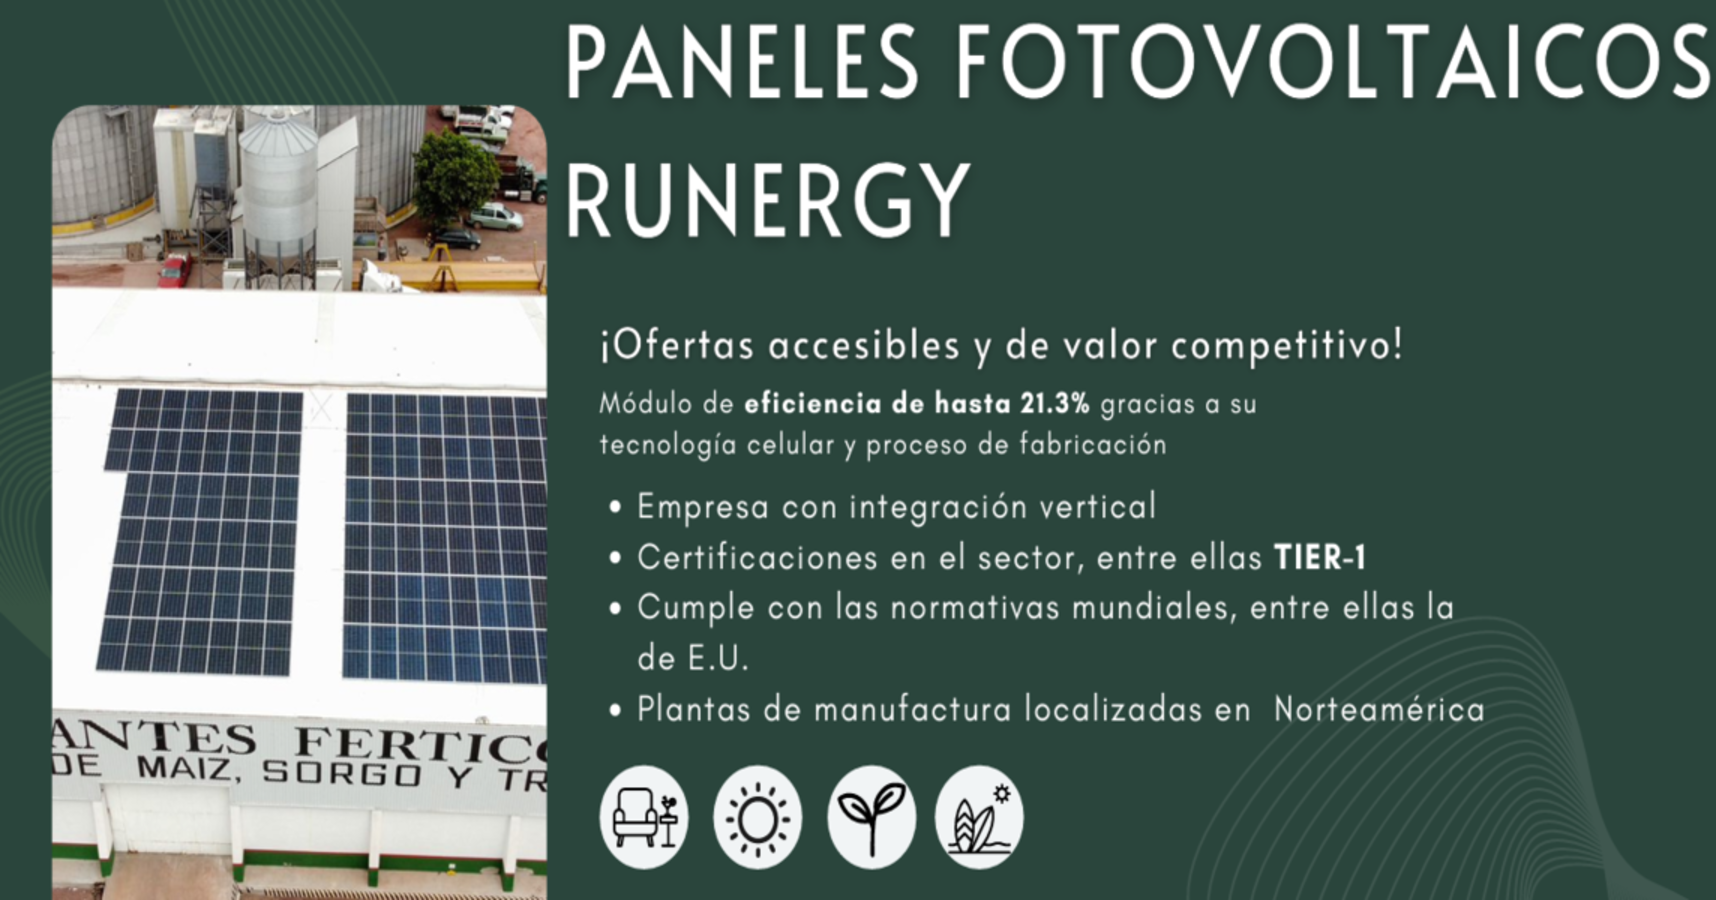 PANELES FOTOVOLTAICOS
RUNERGY
¡Ofertas accesibles y de valor competitivo!
Módulo de eficiencia de hasta 21.3% gracias a su
tecnología celular y proceso de fabricación
• Empresa con integración vertical
• Certificaciones en el sector, entre ellas TIER-1
• Cumple con las normativas mundiales, entre ellas la
de E.U.
• Plantas de manufactura localizadas en Norteamérica
ANTES FERTICO
DE MAIZ, SORGO Y TR